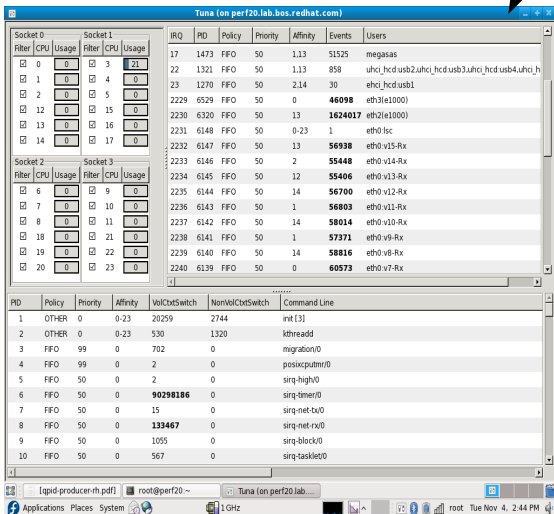 Tuna (on perf20.lab.bos.redhat.com)
Socket 0 Socket 1
Filter CPU Usage Filter CPU Usage
0 0 3 21
1 0 4 0
2 0 5 0
12 0 15 0
13 0 16 0
14 0 17 0
Socket 2 Socket 3
Filter CPU Usage Filter CPU Usage
6 0 9 0
7 0 10 0
8 0 11 0
18 0 21 0
19 0 22 0
20 0 23 0
IRQ PID Policy Priority Affinity Events Users
17 1473 FIFO 50 1,13 51525 megasas
22 1321 FIFO 50 1,13 858 uhci_hcd:usb2,uhci_hcd:usb3,uhci_hcd:usb4,uhci_h
23 1270 FIFO 50 2,14 30 ehci_hcd:usb1
2229 6529 FIFO 50 0 46098 eth3(e1000)
2230 6320 FIFO 50 13 1624017 eth2(e1000)
2231 6148 FIFO 50 0-23 1 eth0:lsc
2232 6147 FIFO 50 13 56938 eth0:v15-Rx
2233 6146 FIFO 50 2 55448 eth0:v14-Rx
2234 6145 FIFO 50 12 55406 eth0:v13-Rx
2235 6144 FIFO 50 14 56700 eth0:v12-Rx
2236 6143 FIFO 50 1 56803 eth0:v11-Rx
2237 6142 FIFO 50 14 58014 eth0:v10-Rx
2238 6141 FIFO 50 1 57371 eth0:v9-Rx
2239 6140 FIFO 50 14 58816 eth0:v8-Rx
2240 6139 FIFO 50 0 60573 eth0:v7-Rx
PID Policy Priority Affinity VolCtxtSwitch NonVolCtxtSwitch Command Line
1 OTHER 0 0-23 20259 2744 init [3]
2 OTHER 0 0-23 530 1320 kthreadd
3 FIFO 99 0 702 0 migration/0
4 FIFO 99 0 2 0 posixcputmr/0
5 FIFO 50 0 2 0 sirq-high/0
6 FIFO 50 0 90298186 0 sirq-timer/0
7 FIFO 50 0 15 0 sirq-net-tx/0
8 FIFO 50 0 133467 0 sirq-net-rx/0
9 FIFO 50 0 1055 0 sirq-block/0
10 FIFO 50 0 567 0 sirq-tasklet/0
[qpid-producer-rh.pdf] root@perf20:~ Tuna (on perf20.lab....
Applications Places System 1 GHz root Tue Nov 4, 2:44 PM